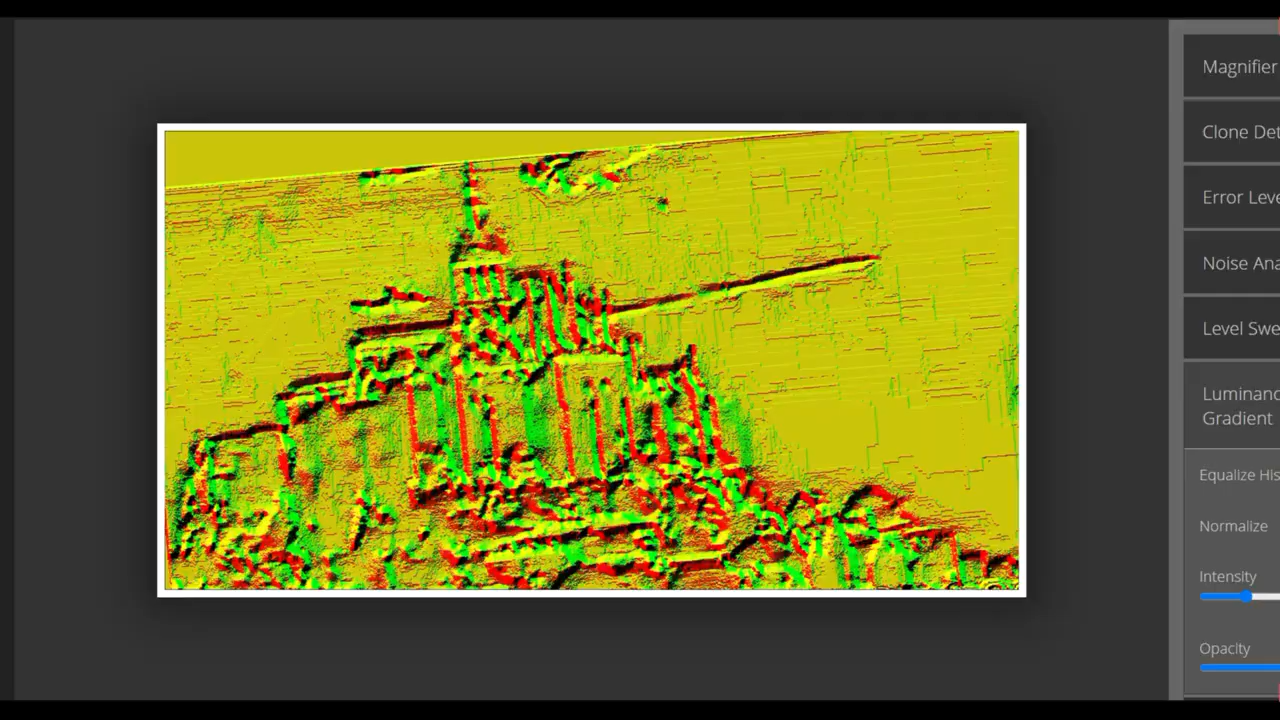 Magnifier
Clone Det
Error Leve
Noise Ana
Level Swe
Luminanc
Gradient
Equalize His
Normalize
Intensity
Opacity